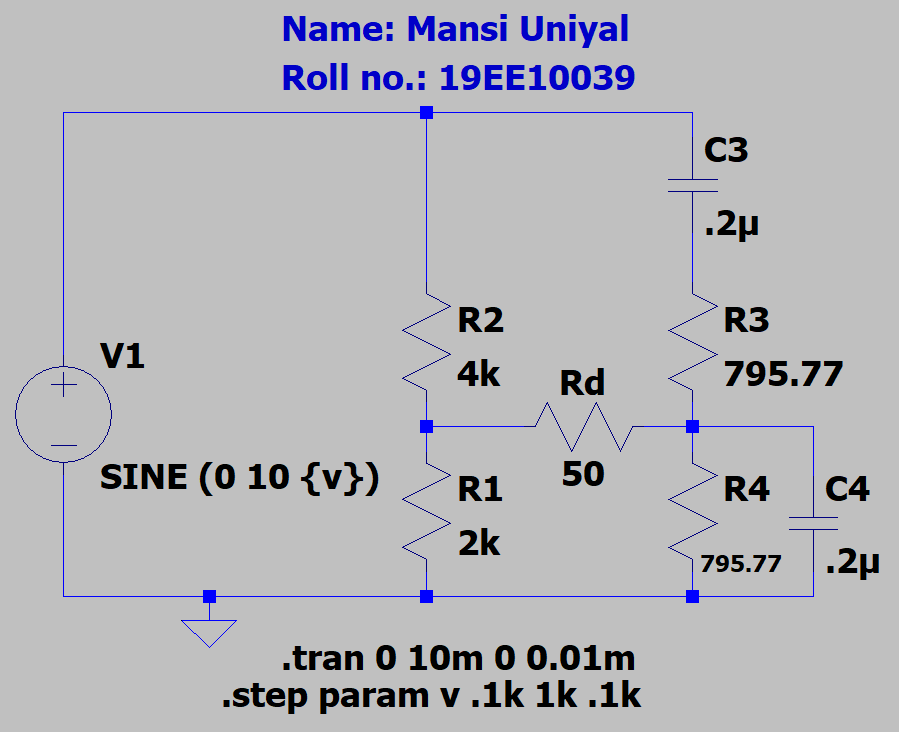 Name: Mansi Uniyal
Roll no.: 19EE10039
C3
.2µ
V1
SINE (0 10 {v})
R2
4k
R3
795.77
Rd
50
R1
2k
R4
795.77
C4
.2µ
.tran 0 10m 0 0.01m
.step param v .1k 1k .1k